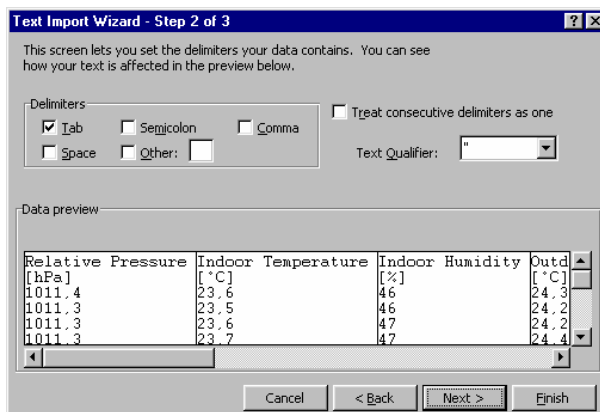 Text Import Wizard - Step 2 of 3
This screen lets you set the delimiters your data contains. You can see
how your text is affected in the preview below.
Delimiters
Tab Semicolon Comma
Space Other:
Treat consecutive delimiters as one
Text Qualifier: "
Data preview
Relative Pressure Indoor Temperature Indoor Humidity Outd
[hPa] [°C] [%] [°C]
1011,4 23,6 46 24,3
1011,3 23,5 46 24,2
1011,3 23,6 47 24,2
1011,3 23,7 47 24,4
Cancel < Back Next > Finish